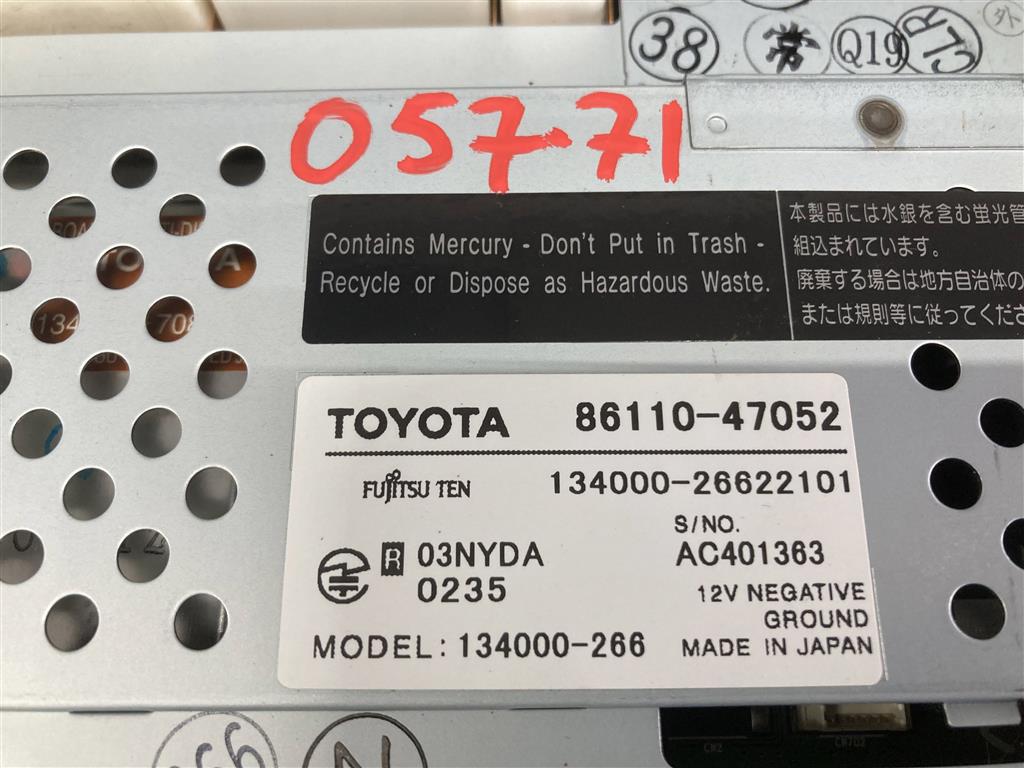 38 常 Q19
外
05771
Contains Mercury - Don't Put in Trash -
Recycle or Dispose as Hazardous Waste.
本製品には水銀を含む蛍光管
組込まれています。
廃棄する場合は地方自治体の
または規則等に従ってくださ
TOYOTA 86110-47052
FUJITSU TEN 134000-26622101
S/NO.
R 03NYDA AC401363
0235
12V NEGATIVE
GROUND
MODEL: 134000-266 MADE IN JAPAN
134
708
CN2